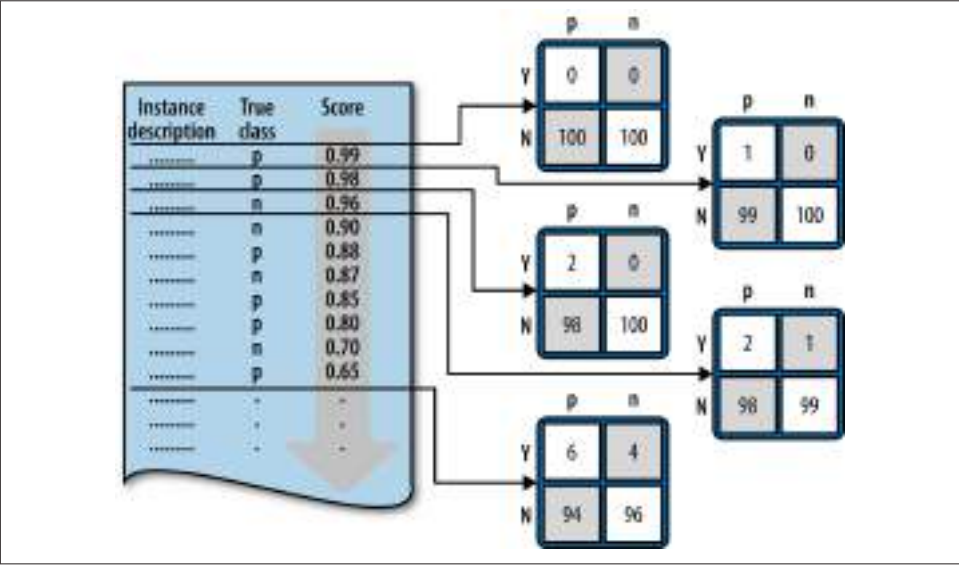 Instance description True class Score
......... p 0.99
......... p 0.98
......... n 0.96
......... n 0.90
......... p 0.88
......... n 0.87
......... p 0.85
......... p 0.80
......... n 0.70
......... p 0.65
......... . .
......... . .
......... . .
p n
Y 0 0
N 100 100
p n
Y 1 0
N 99 100
p n
Y 2 0
N 98 100
p n
Y 2 1
N 98 99
p n
Y 6 4
N 94 96